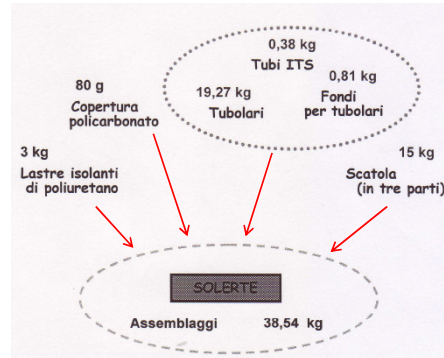 0,38 kg
Tubi ITS
0,81 kg
Fondi
per tubolari
19,27 kg
Tubolari
80 g
Copertura
policarbonato
3 kg
Lastre isolanti
di poliuretano
15 kg
Scatola
(in tre parti)
SOLERTE
Assemblaggi 38,54 kg